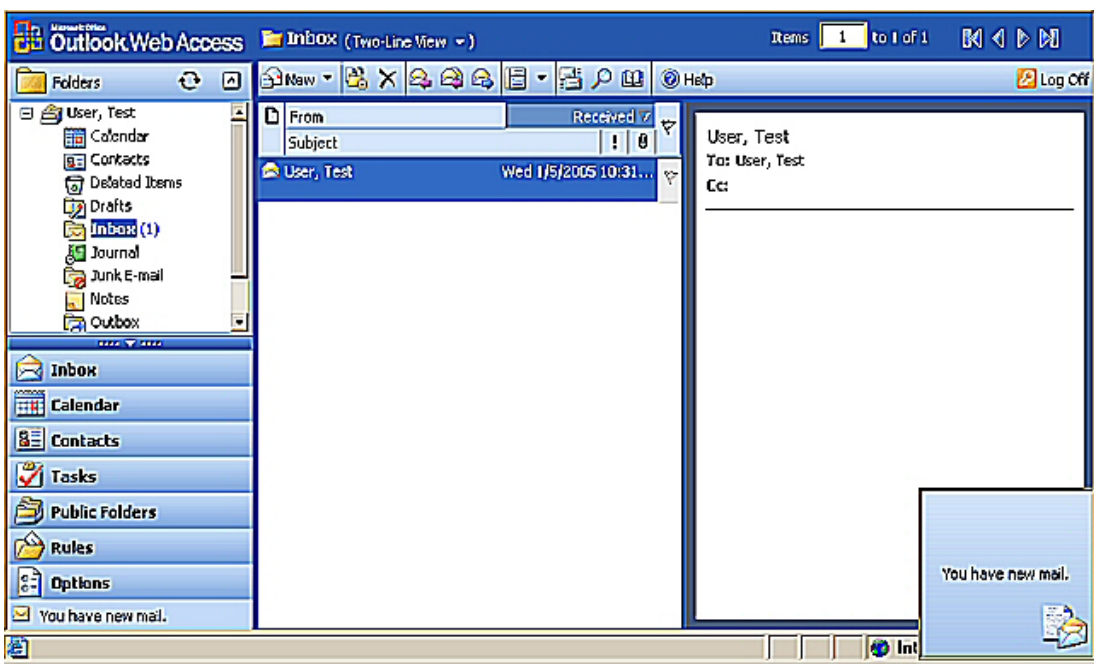 Microsoft Office
Outlook Web Access
Inbox (Two-Line View )
Items 1 to 1 of 1
Folders
New
Help
Log Off
User, Test
Calendar
Contacts
Deleted Items
Drafts
Inbox (1)
Journal
Junk E-mail
Notes
Outbox
Inbox
Calendar
Contacts
Tasks
Public Folders
Rules
Options
You have new mail.
From Received
Subject !
User, Test Wed 1/5/2005 10:31...
User, Test
To: User, Test
Cc:
You have new mail.
Int